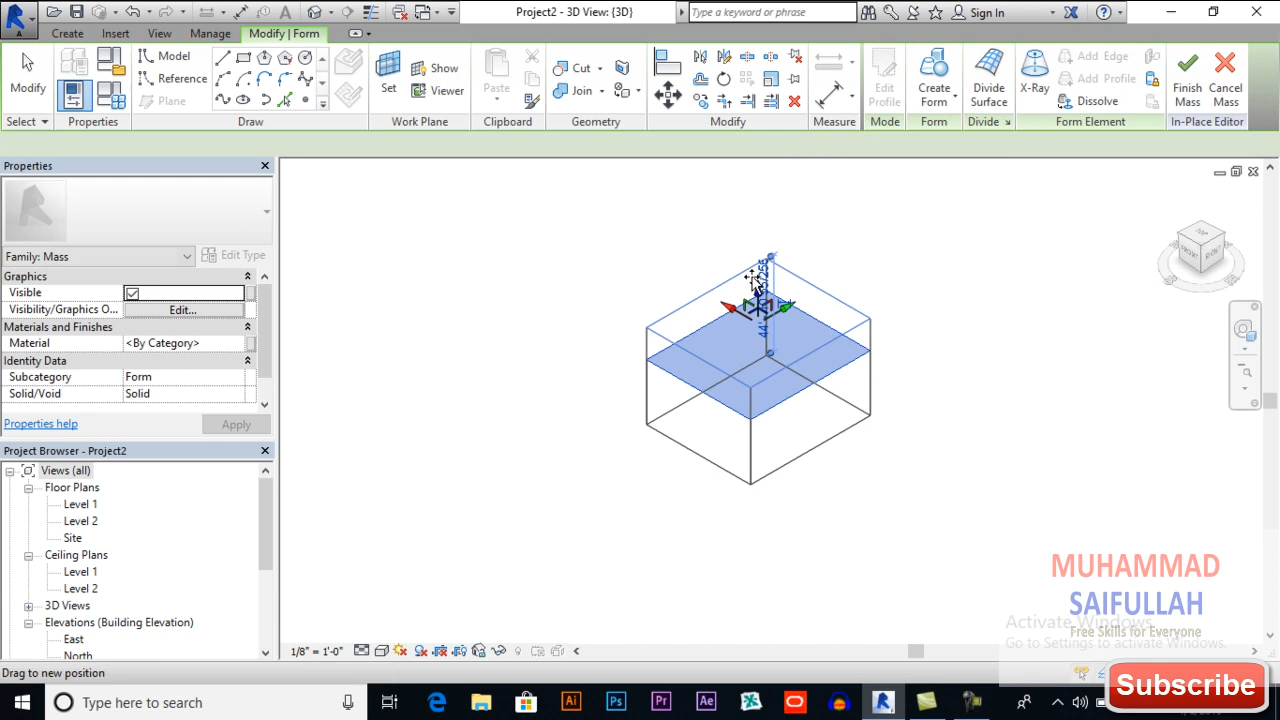 Project2 - 3D View: {3D}
Type a keyword or phrase
Sign In
Create
Insert
View
Manage
Modify | Form
Modify
Model
Reference
Plane
Set
Show
Viewer
Paste
Cut
Join
Edit
Profile
Create
Form
Divide
Surface
X-Ray
Add Edge
Add Profile
Dissolve
Finish
Mass
Cancel
Mass
Select
Properties
Draw
Work Plane
Clipboard
Geometry
Modify
Measure
Mode
Form
Divide
Form Element
In-Place Editor
Properties
Family: Mass
Edit Type
Graphics
Visible
Visibility/Graphics O...
Edit...
Materials and Finishes
Material
<By Category>
Identity Data
Subcategory
Form
Solid/Void
Solid
Properties help
Apply
Project Browser - Project2
Views (all)
Floor Plans
Level 1
Level 2
Site
Ceiling Plans
Level 1
Level 2
3D Views
Elevations (Building Elevation)
East
North
TOP
FRONT
RIGHT
1/8" = 1'-0"
Drag to new position
MUHAMMAD
SAIFULLAH
Free Skills for Everyone
Activate Windows
Go to Settings to activate Windows.
Subscribe
Type here to search